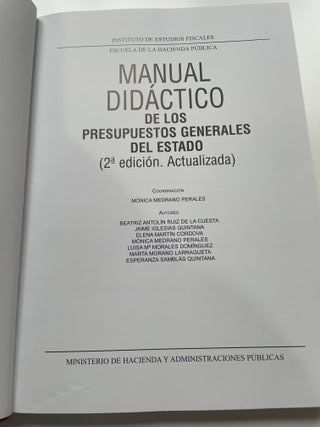 INSTITUTO DE ESTUDIOS FISCALES
ESCUELA DE LA HACIENDA PÚBLICA
MANUAL
DIDÁCTICO
DE LOS
PRESUPUESTOS GENERALES
DEL ESTADO
(2ª edición. Actualizada)
COORDINACIÓN
MÓNICA MEDRANO PERALES
AUTORES
BEATRIZ ANTOLÍN RUIZ DE LA CUESTA
JAIME IGLESIAS QUINTANA
ELENA MARTÍN CÓRDOVA
MÓNICA MEDRANO PERALES
LUISA Mª MORALES DOMÍNGUEZ
MARTA MORANO LARRAGUETA
ESPERANZA SAMBLÁS QUINTANA
MINISTERIO DE HACIENDA Y ADMINISTRACIONES PÚBLICAS